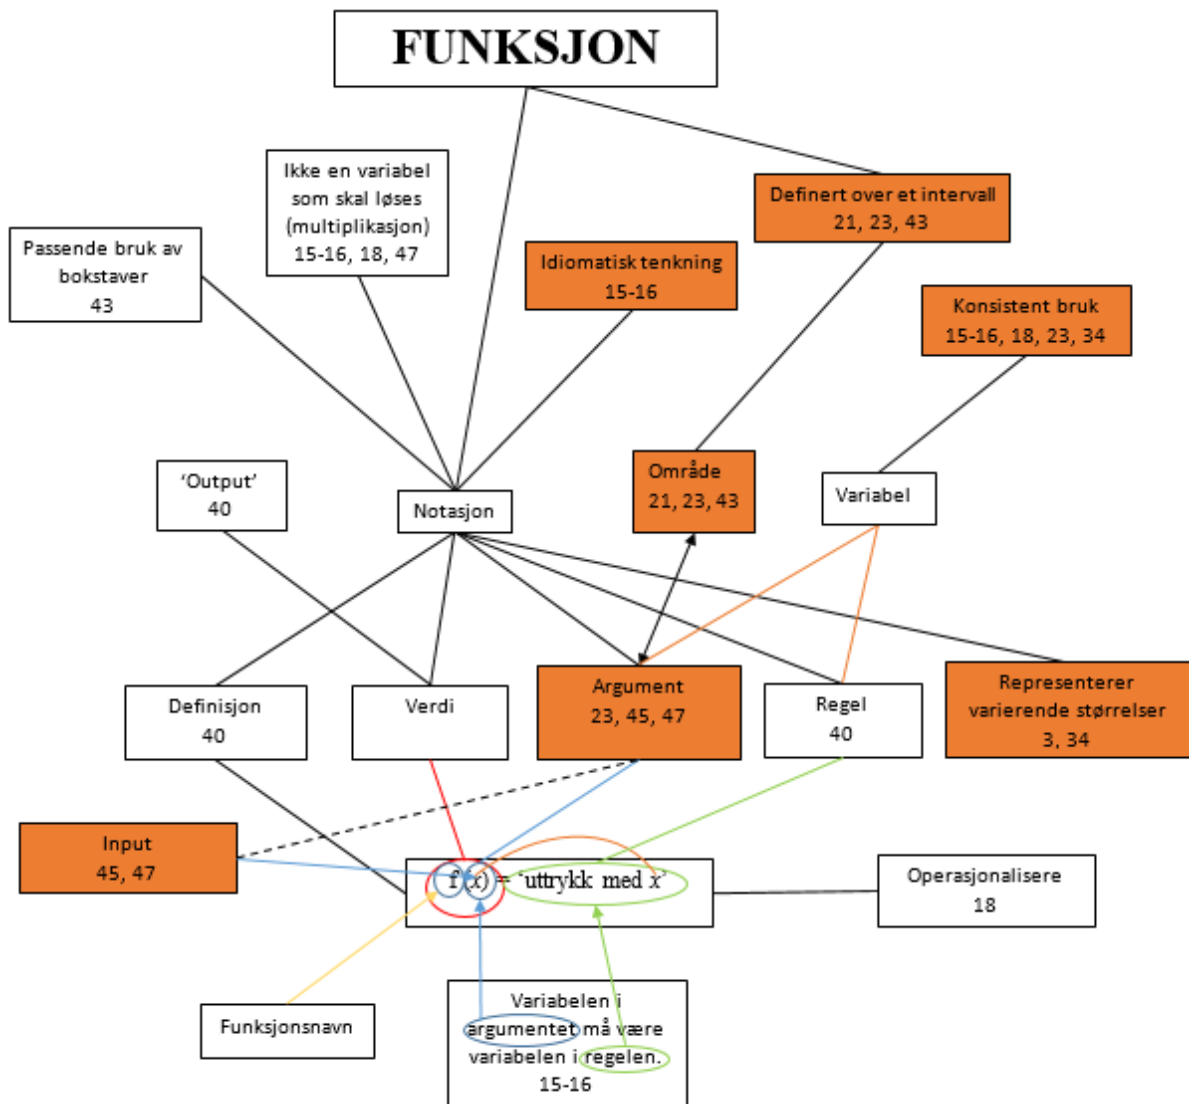 FUNKSJON
Ikke en variabel
som skal løses
(multiplikasjon)
15-16, 18, 47
Definert over et intervall
21, 23, 43
Passende bruk av
bokstaver
43
Idiomatisk tenkning
15-16
Konsistent bruk
15-16, 18, 23, 34
'Output'
40
Notasjon
Område
21, 23, 43
Variabel
Definisjon
40
Verdi
Argument
23, 45, 47
Regel
40
Representerer
varierende størrelser
3, 34
Input
45, 47
f (x) = ‘uttrykk med x’
Operasjonalisere
18
Funksjonsnavn
Variabelen i
argumentet må være
variabelen i regelen.
15-16